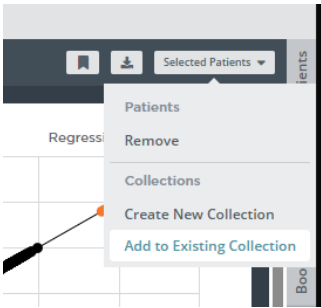 Selected Patients
ients
Patients
Regressi
Remove
Collections
Create New Collection
Add to Existing Collection
Boo